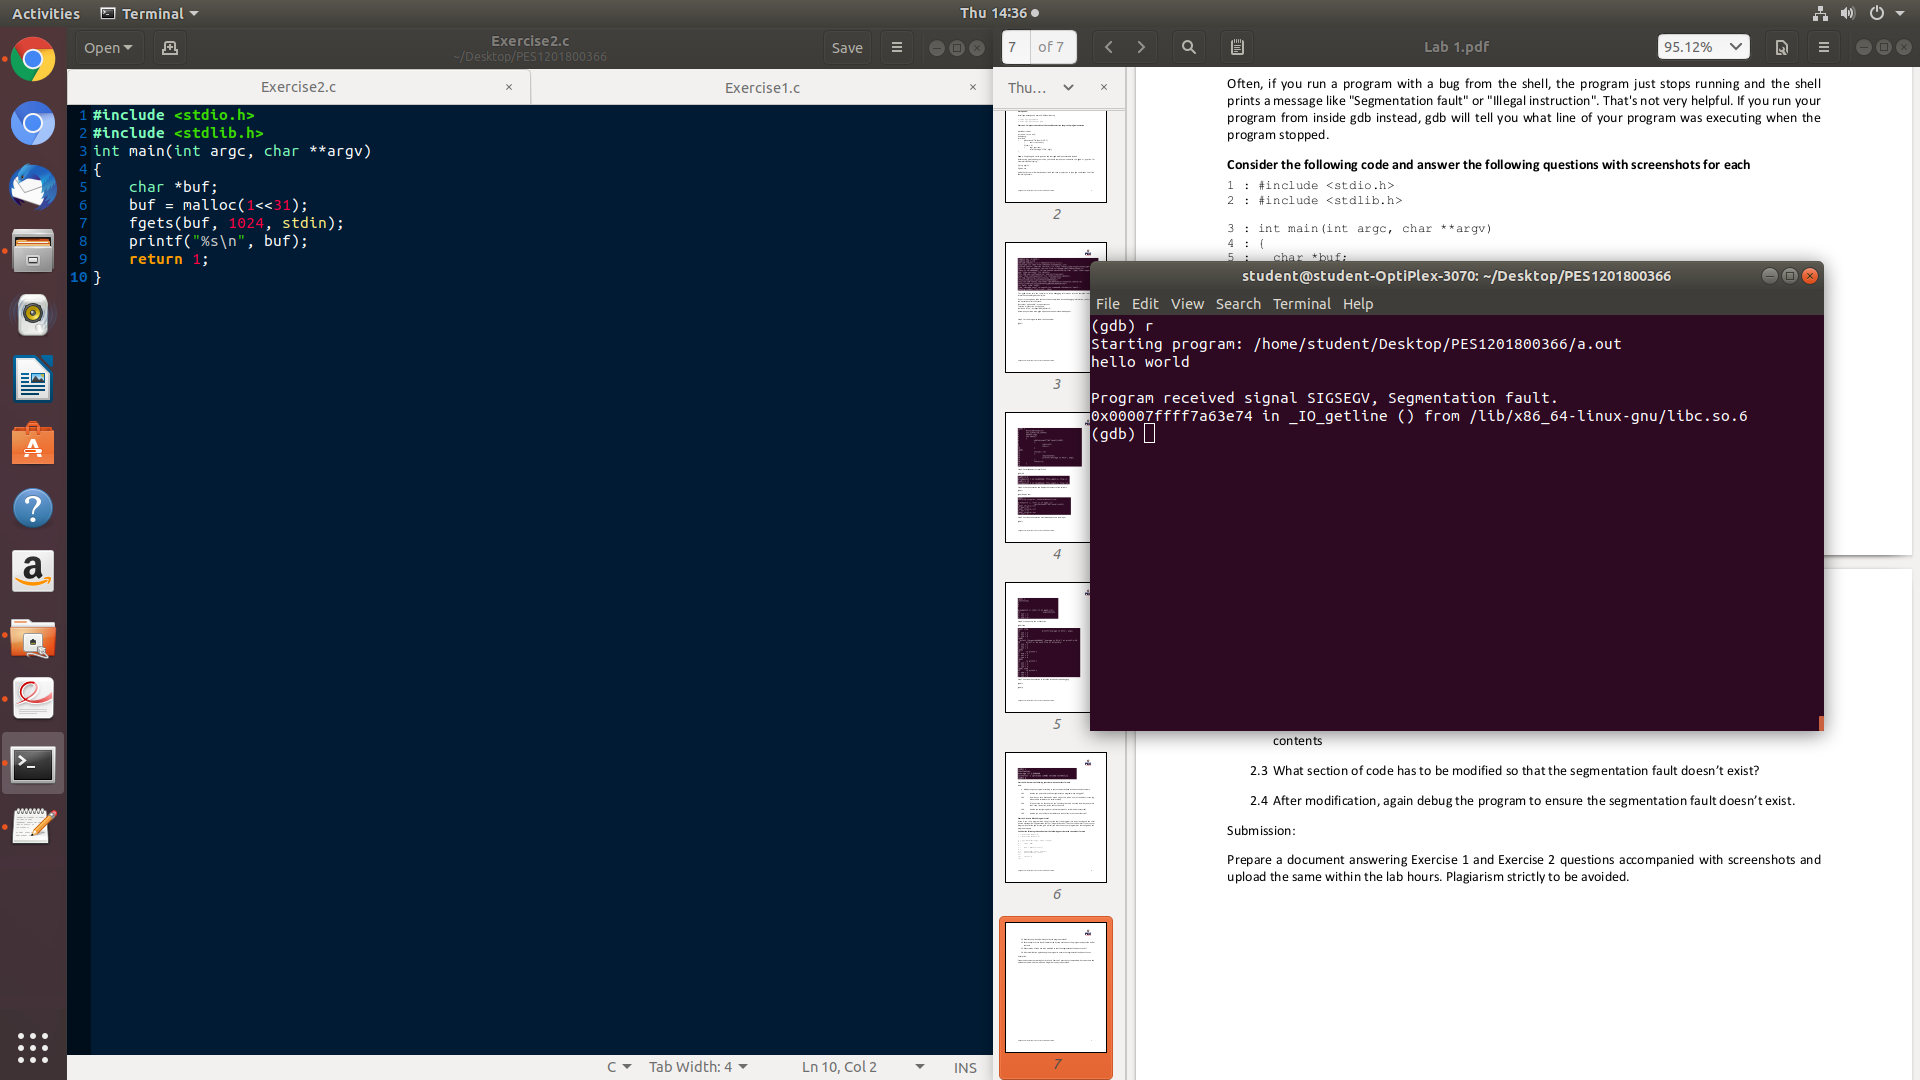 Activities
Terminal
Thu 14:36
Open
Exercise2.c
~/Desktop/PES1201800366
Save
7 of 7
Lab 1.pdf
95.12%
Exercise2.c ×
Exercise1.c ×
Thu... ×
1 #include <stdio.h>
2 #include <stdlib.h>
3 int main(int argc, char **argv)
4 {
5 char *buf;
6 buf = malloc(1<<31);
7 fgets(buf, 1024, stdin);
8 printf("%s\n", buf);
9 return 1;
10 }
2
3
4
5
6
7
Often, if you run a program with a bug from the shell, the program just stops running and the shell
prints a message like "Segmentation fault" or "Illegal instruction". That's not very helpful. If you run your
program from inside gdb instead, gdb will tell you what line of your program was executing when the
program stopped.
Consider the following code and answer the following questions with screenshots for each
1 : #include <stdio.h>
2 : #include <stdlib.h>
3 : int main(int argc, char **argv)
4 : {
5 : char *buf;
student@student-OptiPlex-3070: ~/Desktop/PES1201800366
File Edit View Search Terminal Help
(gdb) r
Starting program: /home/student/Desktop/PES1201800366/a.out
hello world
Program received signal SIGSEGV, Segmentation fault.
0x00007ffff7a63e74 in _IO_getline () from /lib/x86_64-linux-gnu/libc.so.6
(gdb)
contents
2.3 What section of code has to be modified so that the segmentation fault doesn’t exist?
2.4 After modification, again debug the program to ensure the segmentation fault doesn’t exist.
Submission:
Prepare a document answering Exercise 1 and Exercise 2 questions accompanied with screenshots and
upload the same within the lab hours. Plagiarism strictly to be avoided.
C
Tab Width: 4
Ln 10, Col 2
INS